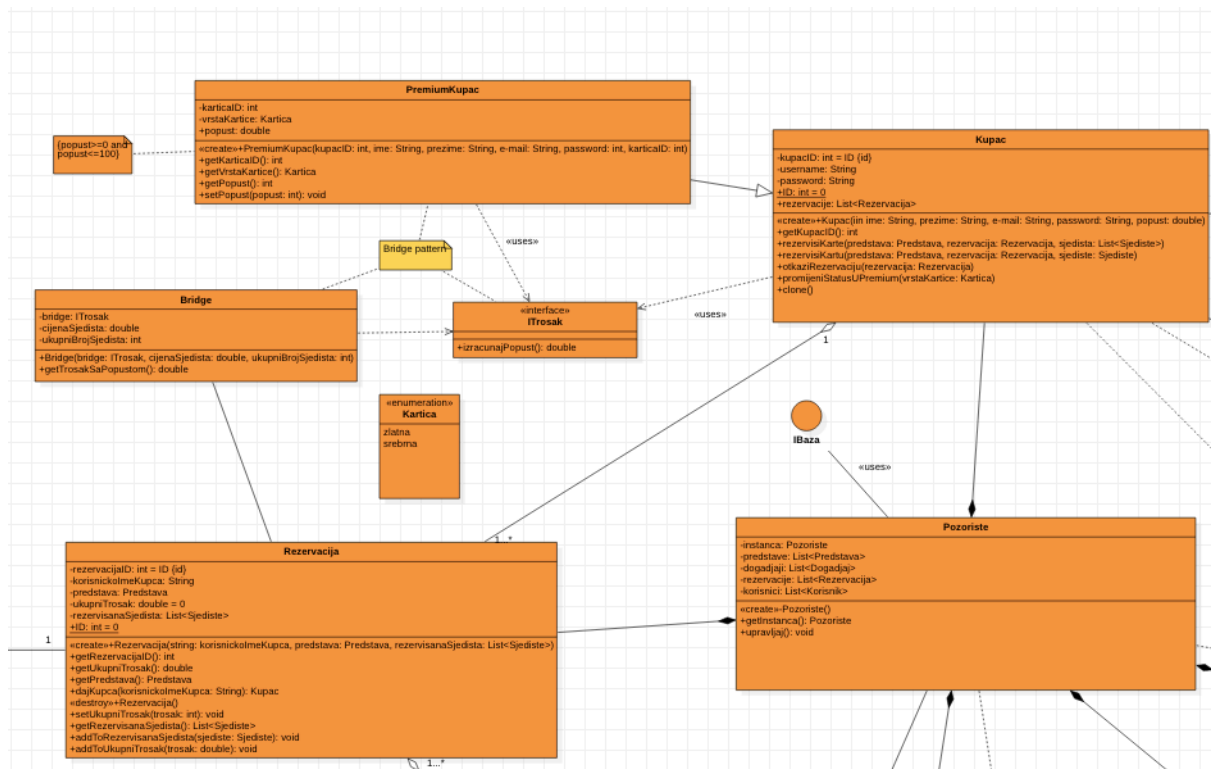 PremiumKupac
-karticaID: int
-vrstaKartice: Kartica
+popust: double
«create»+PremiumKupac(kupacID: int, ime: String, prezime: String, e-mail: String, password: int, karticaID: int)
+getKarticaID(): int
+getVrstaKartice(): Kartica
+getPopust(): int
+setPopust(popust: int): void
{popust>=0 and
popust<=100}
Kupac
-kupacID: int = ID {id}
-username: String
-password: String
+ID: int = 0
+rezervacije: List<Rezervacija>
«create»+Kupac(iin ime: String, prezime: String, e-mail: String, password: String, popust: double)
+getKupacID(): int
+rezervisiKarte(predstava: Predstava, rezervacija: Rezervacija, sjedista: List<Sjediste>)
+rezervisiKartu(predstava: Predstava, rezervacija: Rezervacija, sjediste: Sjediste)
+otkaziRezervaciju(rezervacija: Rezervacija)
+promijeniStatusUPremium(vrstaKartice: Kartica)
+clone()
Bridge pattern
«uses»
Bridge
-bridge: ITrosak
-cijenaSjedista: double
-ukupniBrojSjedista: int
+Bridge(bridge: ITrosak, cijenaSjedista: double, ukupniBrojSjedista: int)
+getTrosakSaPopustom(): double
«interface»
ITrosak
+izracunajPopust(): double
«uses»
1
«enumeration»
Kartica
zlatna
srebrna
IBaza
«uses»
1..*
Rezervacija
-rezervacijaID: int = ID {id}
-korisnickoImeKupca: String
-predstava: Predstava
-ukupniTrosak: double = 0
-rezervisanaSjedista: List<Sjediste>
+ID: int = 0
«create»+Rezervacija(string: korisnickoImeKupca, predstava: Predstava, rezervisanaSjedista: List<Sjediste>)
+getRezervacijaID(): int
+getUkupniTrosak(): double
+getPredstava(): Predstava
+dajKupca(korisnickoImeKupca: String): Kupac
«destroy»+Rezervacija()
+setUkupniTrosak(trosak: int): void
+getRezervisanaSjedista(): List<Sjediste>
+addToRezervisanaSjedista(sjediste: Sjediste): void
+addToUkupniTrosak(trosak: double): void
1
1...*
Pozoriste
-instanca: Pozoriste
-predstave: List<Predstava>
-dogadjaji: List<Dogadjaj>
-rezervacije: List<Rezervacija>
-korisnici: List<Korisnik>
«create»-Pozoriste()
+getInstanca(): Pozoriste
+upravljaj(): void